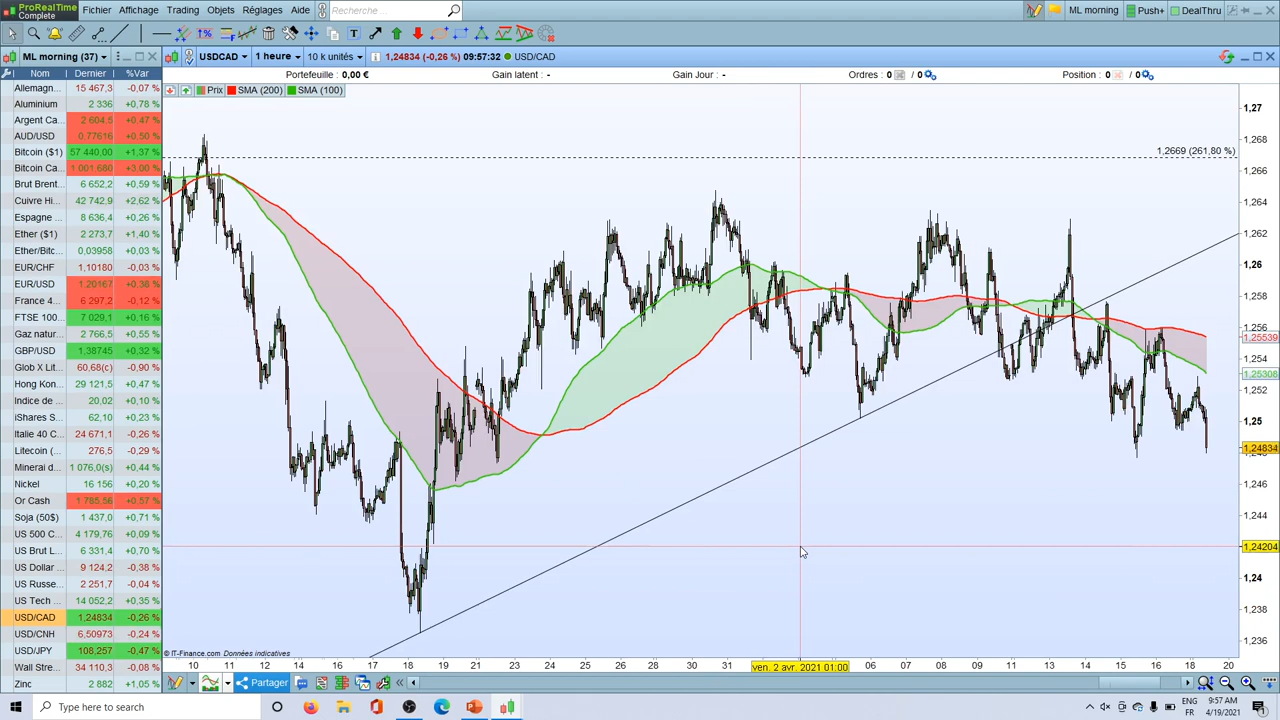 ProRealTime
Complete
Fichier Affichage Trading Objets Réglages Aide Recherche ML morning Push+ DealThru
ML morning (37) USDCAD 1 heure 10 k unités 1,24834 (-0,26 %) 09:57:32 USD/CAD
Nom Dernier %Var Portefeuille : 0,00 € Gain latent : - Gain Jour : - Ordres : 0 / 0 Position : 0 / 0
Prix SMA (200) SMA (100)
Allemagn... 15 467,3 -0,07 %
Aluminium 2 336 +0,78 %
Argent Ca... 2 604,5 +0,47 %
AUD/USD 0,77616 +0,50 %
Bitcoin ($1) 57 440,00 +1,37 %
Bitcoin Ca... 1 001.680 +3,00 %
Brut Brent... 6 652,2 +0,59 %
Cuivre Hi... 42 742,9 +2,62 %
Espagne ... 8 636,4 +0,26 %
Ether ($1) 2 273,9 +1,40 %
Ether/Bitc... 0,03958 +0,03 %
EUR/CHF 1,10180 -0,03 %
EUR/USD 1,20167 +0,38 %
France 4... 6 297,2 -0,12 %
FTSE 100... 7 029,1 +0,16 %
Gaz natur... 2 766,5 +0,55 %
GBP/USD 1,38745 +0,32 %
Glob X Lit... 60,68(c) -0,90 %
Hong Kon... 29 121,5 +0,47 %
Indice de ... 20,02 +0,10 %
iShares S... 62,10 +0,23 %
Italie 40 C... 24 671,1 -0,26 %
Litecoin (... 276,5 -0,29 %
Minerai d... 1 076,0(s) +0,44 %
Nickel 16 156 +0,20 %
Or Cash 1 785,56 +0,57 %
Soja (50$) 1 437,0 +0,71 %
US 500 C... 4 179,76 +0,09 %
US Brut L... 6 331,4 +0,70 %
US Dollar ... 9 124,2 -0,38 %
US Russe... 2 251,7 -0,04 %
US Tech ... 14 052,2 +0,35 %
USD/CAD 1,24834 -0,26 %
USD/CNH 6,50973 -0,24 %
USD/JPY 108,257 -0,47 %
Wall Stre... 34 110,3 -0,08 %
Zinc 2 882 +1,05 %
1,2669 (261,80 %)
1,27
1,268
1,266
1,264
1,262
1,26
1,258
1,256
1,25539
1,254
1,25308
1,252
1,25
1,24834
1,246
1,244
1,24204
1,24
1,238
1,236
© IT-Finance.com Données indicatives
10 11 12 15 16 17 18 19 22 23 24 25 26 28 29 30 31 ven. 2 avr. 2021 01:00 06 07 08 09 11 13 14 15 16 18 20
Partager
Type here to search
ENG 9:57 AM
FR 4/19/2021
1